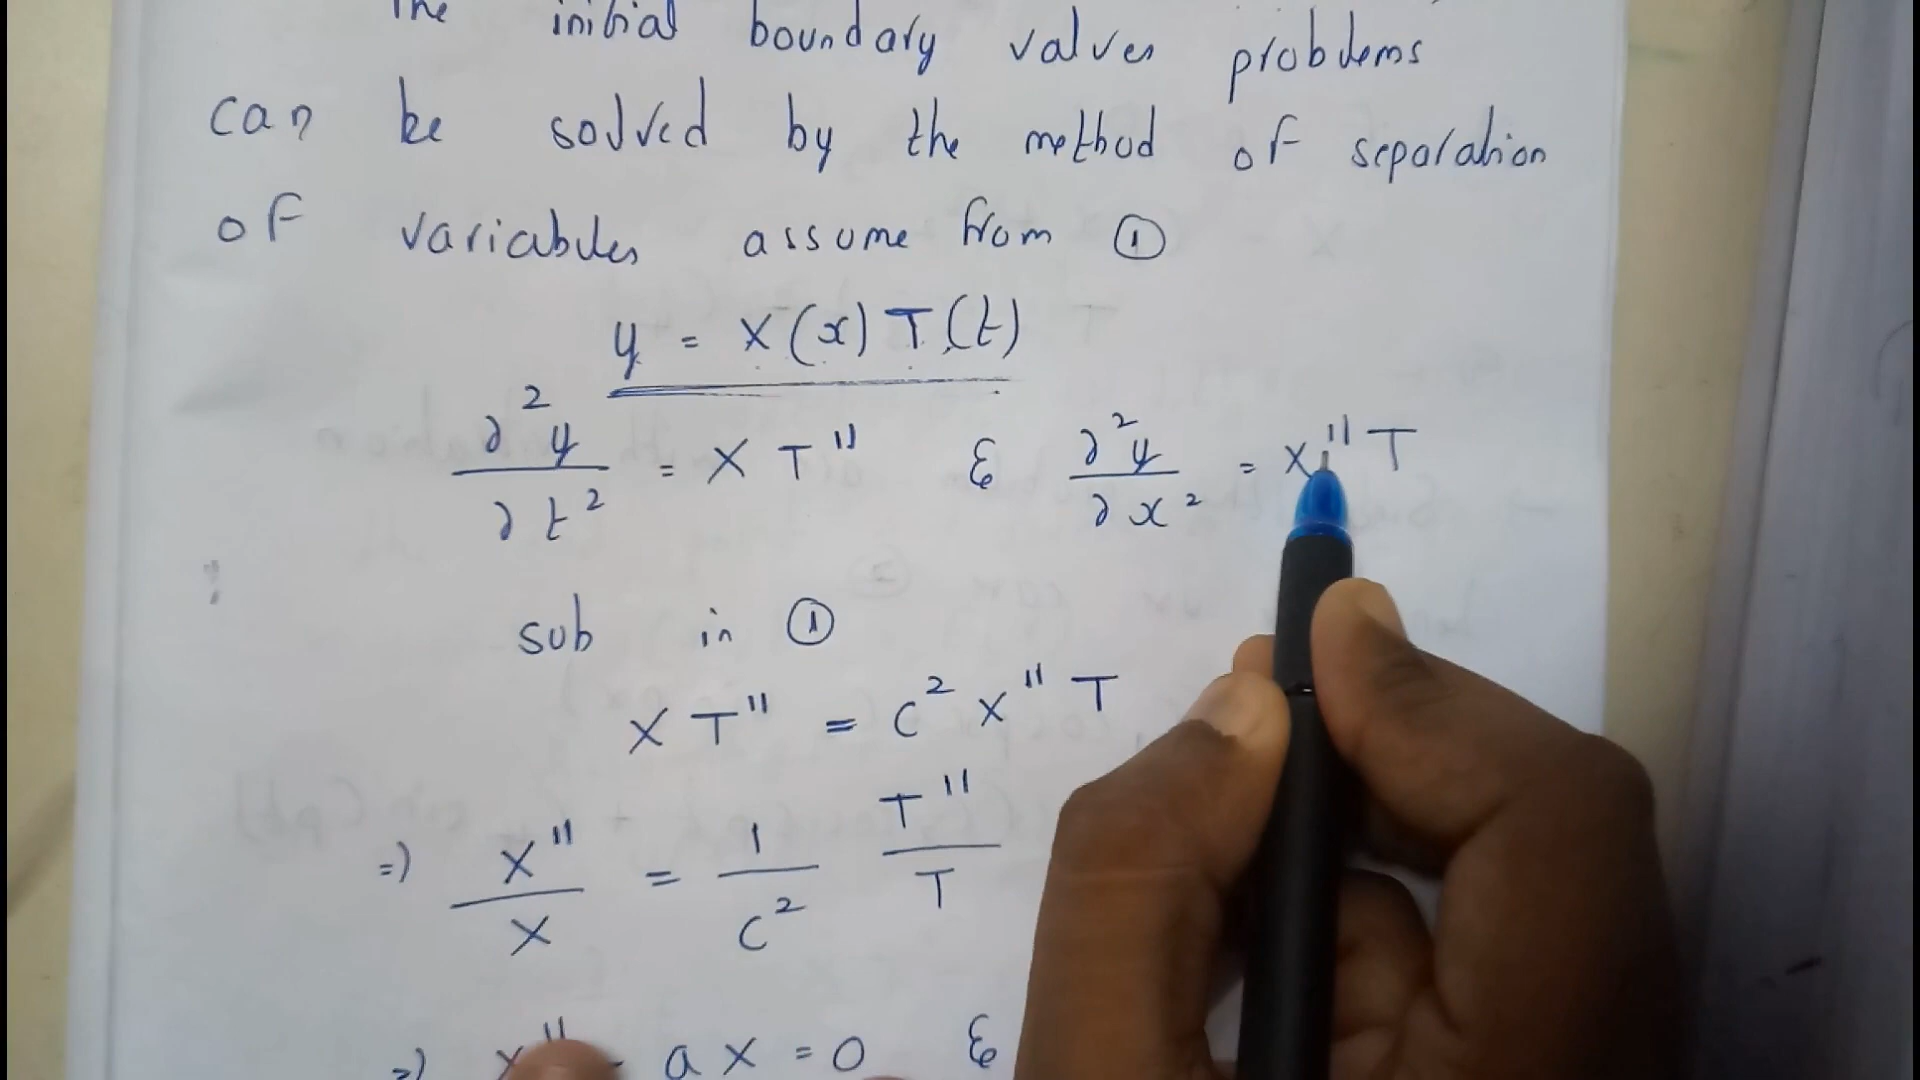 The initial boundary values problems
can be solved by the method of separation
of variables assume from ①
y = X(x) T(t)
∂²y/∂t² = X T'' & ∂²y/∂x² = X'' T
sub in ①
X T'' = c² X'' T
=) X''/X = 1/c² T''/T
=) X'' - a X = 0 &